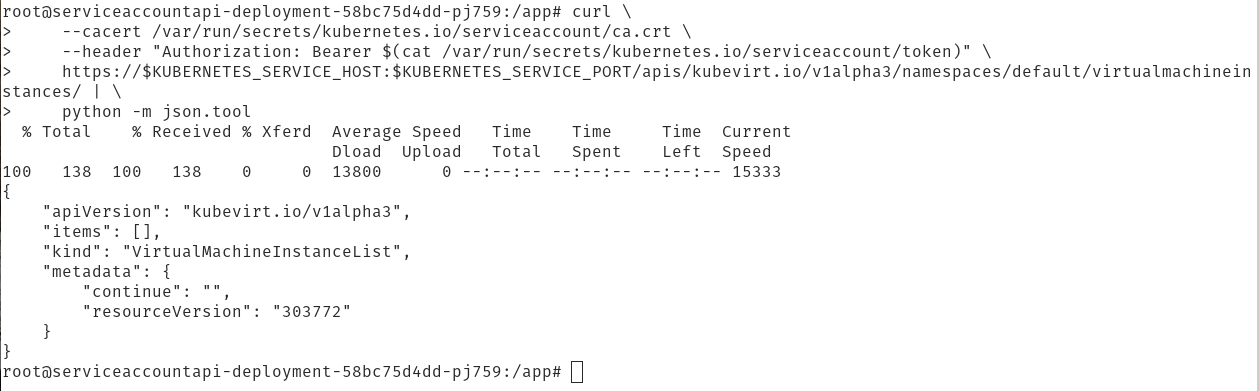 root@serviceaccountapi-deployment-58bc75d4dd-pj759:/app# curl \
>     --cacert /var/run/secrets/kubernetes.io/serviceaccount/ca.crt \
>     --header "Authorization: Bearer $(cat /var/run/secrets/kubernetes.io/serviceaccount/token)" \
>     https://$KUBERNETES_SERVICE_HOST:$KUBERNETES_SERVICE_PORT/apis/kubevirt.io/v1alpha3/namespaces/default/virtualmachinein
stances/ | \
>     python -m json.tool
  % Total    % Received % Xferd  Average Speed   Time    Time     Time  Current
                                 Dload  Upload   Total   Spent    Left  Speed
100   138  100   138    0     0  13800      0 --:--:-- --:--:-- --:--:-- 15333
{
    "apiVersion": "kubevirt.io/v1alpha3",
    "items": [],
    "kind": "VirtualMachineInstanceList",
    "metadata": {
        "continue": "",
        "resourceVersion": "303772"
    }
}
root@serviceaccountapi-deployment-58bc75d4dd-pj759:/app#